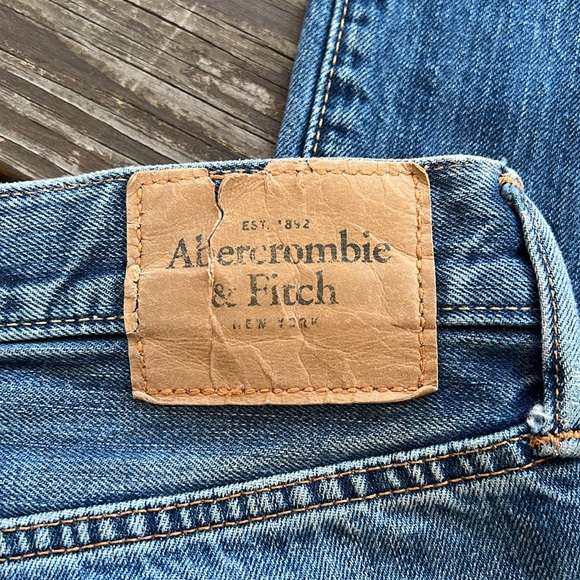 EST. 1892
Abercrombie
& Fitch
NEW YORK